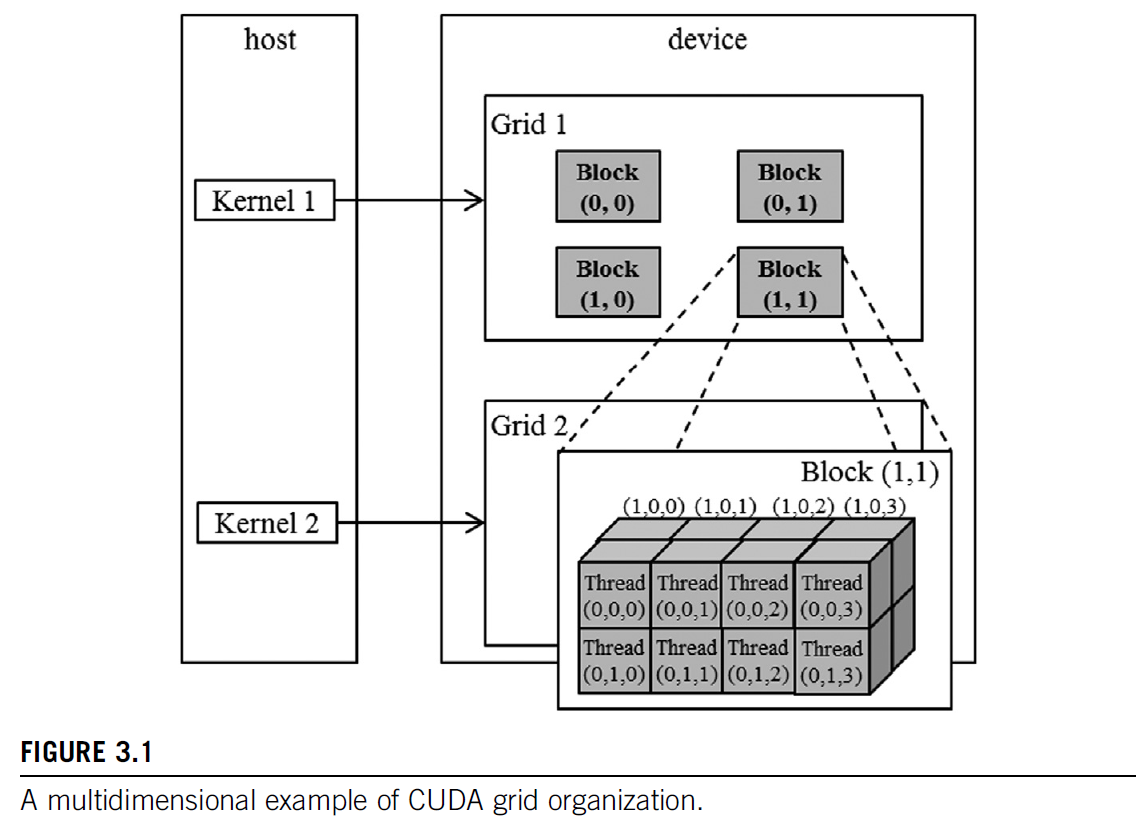 host
device
Grid 1
Kernel 1
Block
(0, 0)
Block
(0, 1)
Block
(1, 0)
Block
(1, 1)
Grid 2
Kernel 2
Block (1,1)
(1,0,0) (1,0,1) (1,0,2) (1,0,3)
Thread
(0,0,0)
Thread
(0,0,1)
Thread
(0,0,2)
Thread
(0,0,3)
Thread
(0,1,0)
Thread
(0,1,1)
Thread
(0,1,2)
Thread
(0,1,3)
FIGURE 3.1
A multidimensional example of CUDA grid organization.